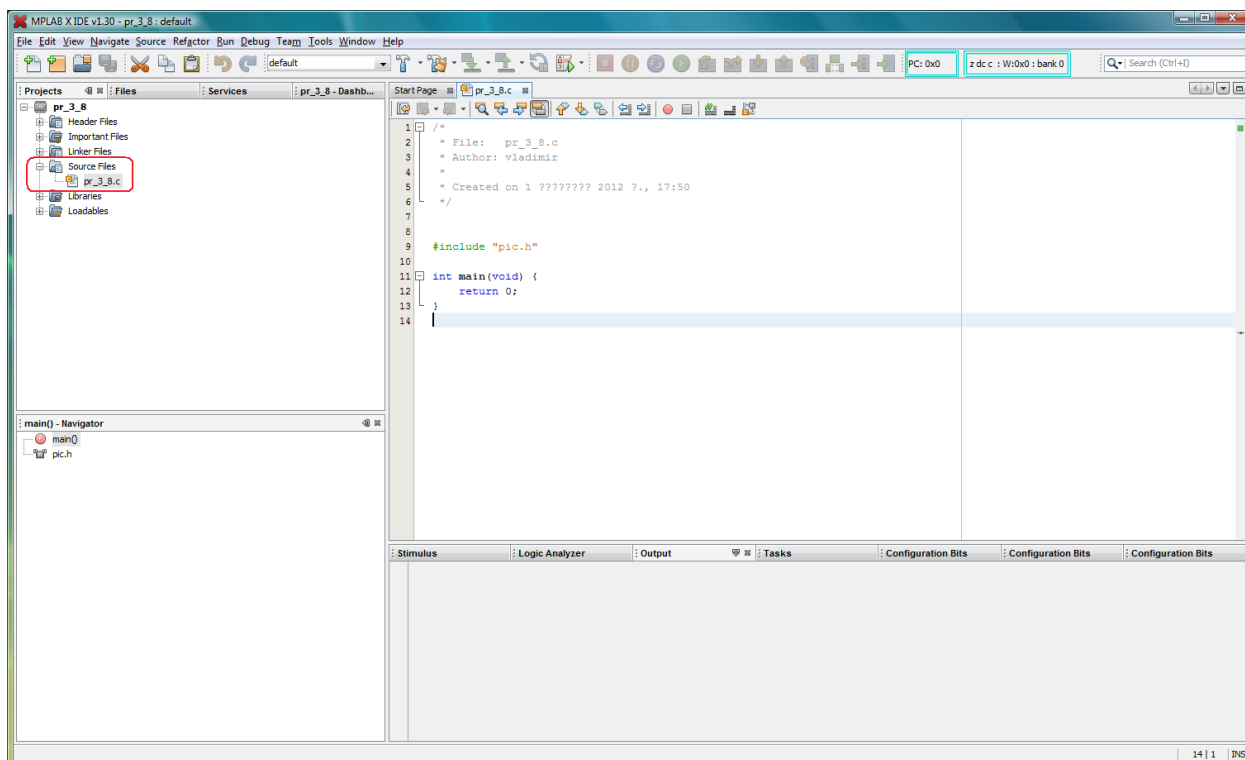 MPLAB X IDE v1.30 - pr_3_8 : default
File Edit View Navigate Source Refactor Run Debug Team Tools Window Help
default PC: 0x0 z dc c : W:0x0 : bank 0 Search (Ctrl+I)
Projects Files Services pr_3_8 - Dashb...
pr_3_8
Header Files
Important Files
Linker Files
Source Files
pr_3_8.c
Libraries
Loadables
Start Page pr_3_8.c
1 /*
2 * File: pr_3_8.c
3 * Author: vladimir
4 *
5 * Created on 1 ???????? 2012 ?., 17:50
6 */
7
8
9 #include "pic.h"
10
11 int main(void) {
12 return 0;
13 }
14
main() - Navigator
main()
pic.h
Stimulus Logic Analyzer Output Tasks Configuration Bits Configuration Bits Configuration Bits
14 | 1 INS